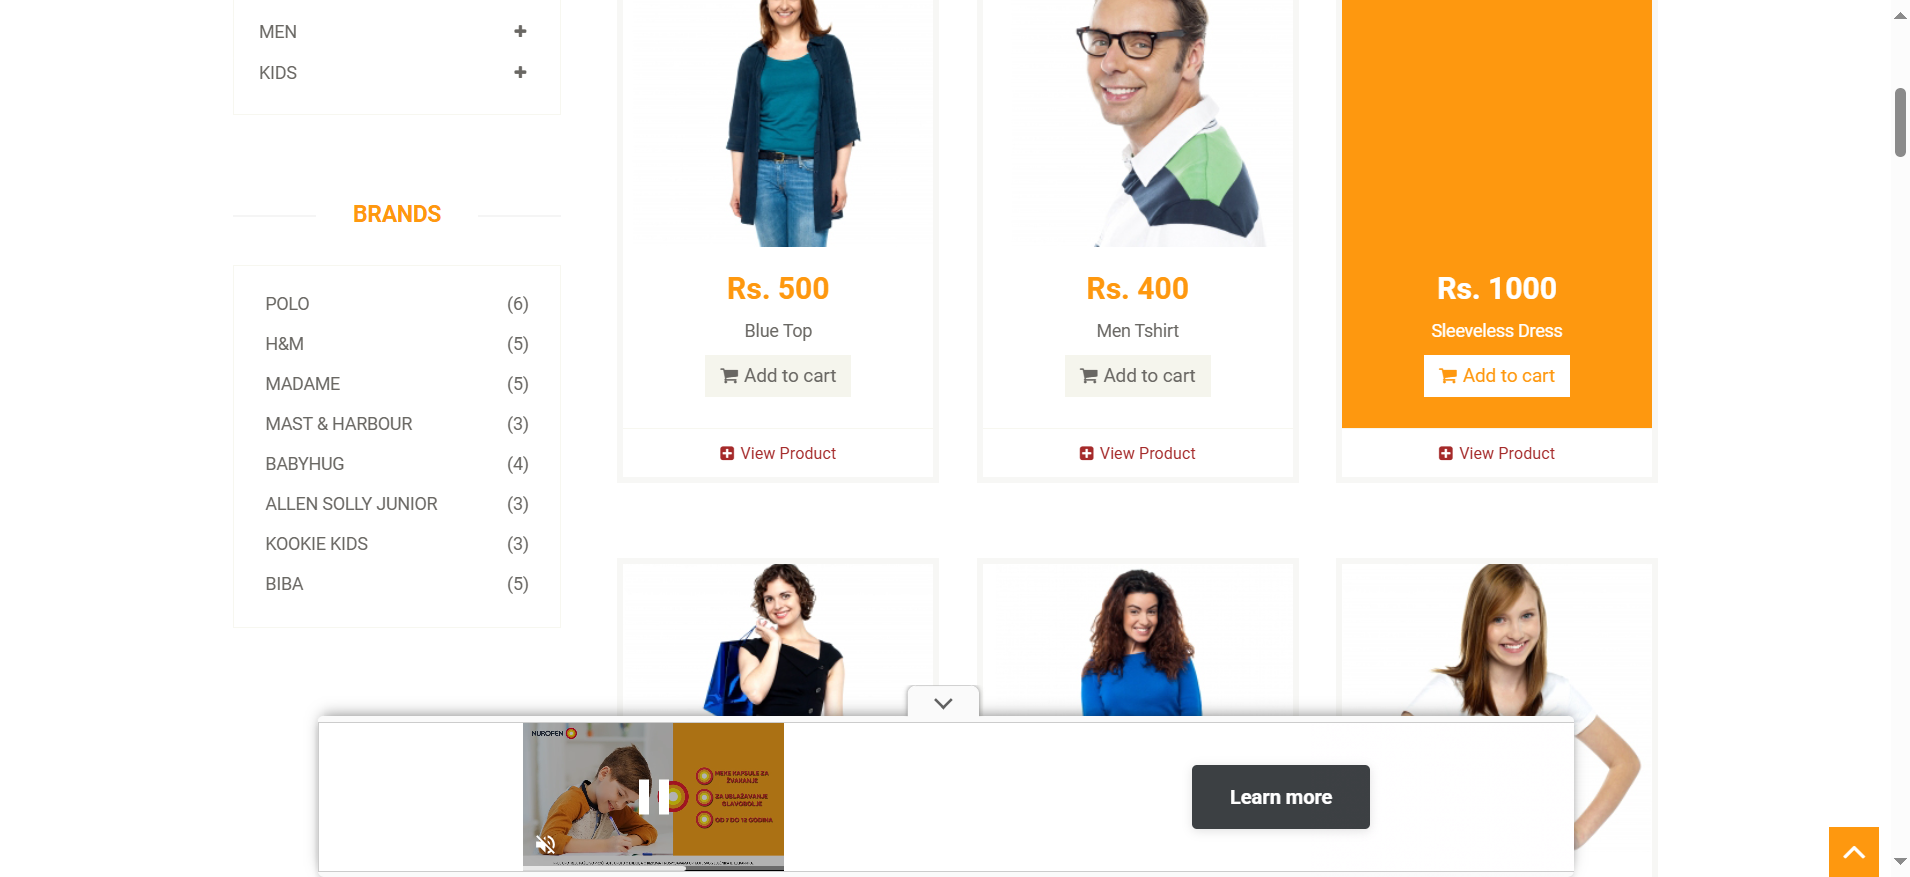 MEN
KIDS
BRANDS
POLO (6)
H&M (5)
MADAME (5)
MAST & HARBOUR (3)
BABYHUG (4)
ALLEN SOLLY JUNIOR (3)
KOOKIE KIDS (3)
BIBA (5)
Rs. 500
Blue Top
Add to cart
View Product
Rs. 400
Men Tshirt
Add to cart
View Product
Rs. 1000
Sleeveless Dress
Add to cart
View Product
NUROFEN
MEKE KAPSULE ZA
ŽVAKANJE
ZA UBLAŽAVANJE
GLAVOBOLJE
OD 7 DO 12 GODINA
Learn more